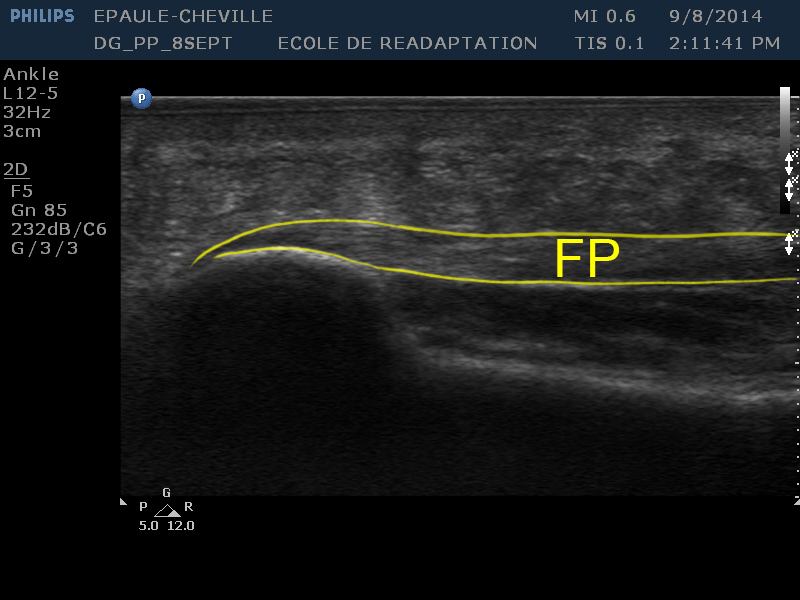 PHILIPS EPAULE-CHEVILLE MI 0.6 9/8/2014
DG_PP_8SEPT ECOLE DE READAPTATION TIS 0.1 2:11:41 PM
Ankle
L12-5
32Hz
3cm
2D
F5
Gn 85
232dB/C6
G/3/3
P
FP
G
P R
5.0 12.0